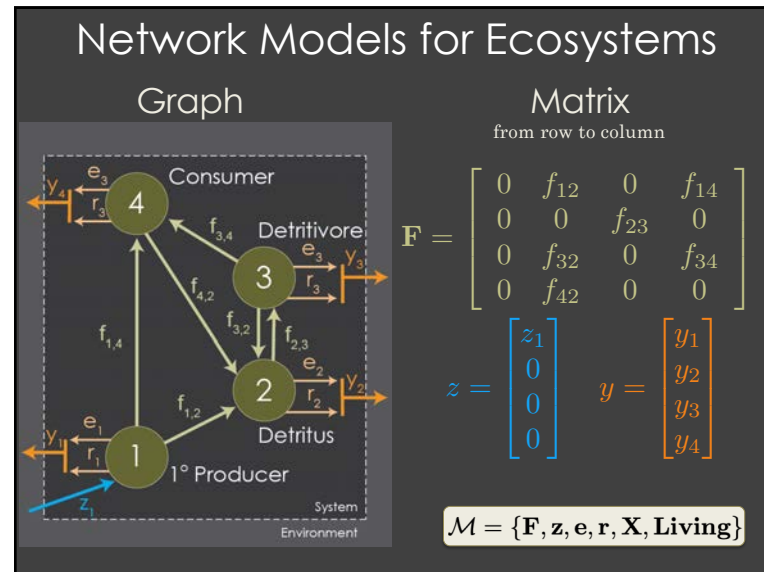 Network Models for Ecosystems
Graph
Matrix
from row to column
y₄
e₃
r₃
4
Consumer
f₃,₄
Detritivore
3
e₃
r₃
y₃
f₄,₂
f₃,₂
f₂,₃
f₁,₄
f₁,₂
2
e₂
r₂
y₂
Detritus
y₁
e₁
r₁
1
1° Producer
z₁
System
Environment
F = [ 0 f₁₂ 0 f₁₄
0 0 f₂₃ 0
0 f₃₂ 0 f₃₄
0 f₄₂ 0 0 ]
z = [ z₁
0
0
0 ]
y = [ y₁
y₂
y₃
y₄ ]
ℳ = {F, z, e, r, X, Living}